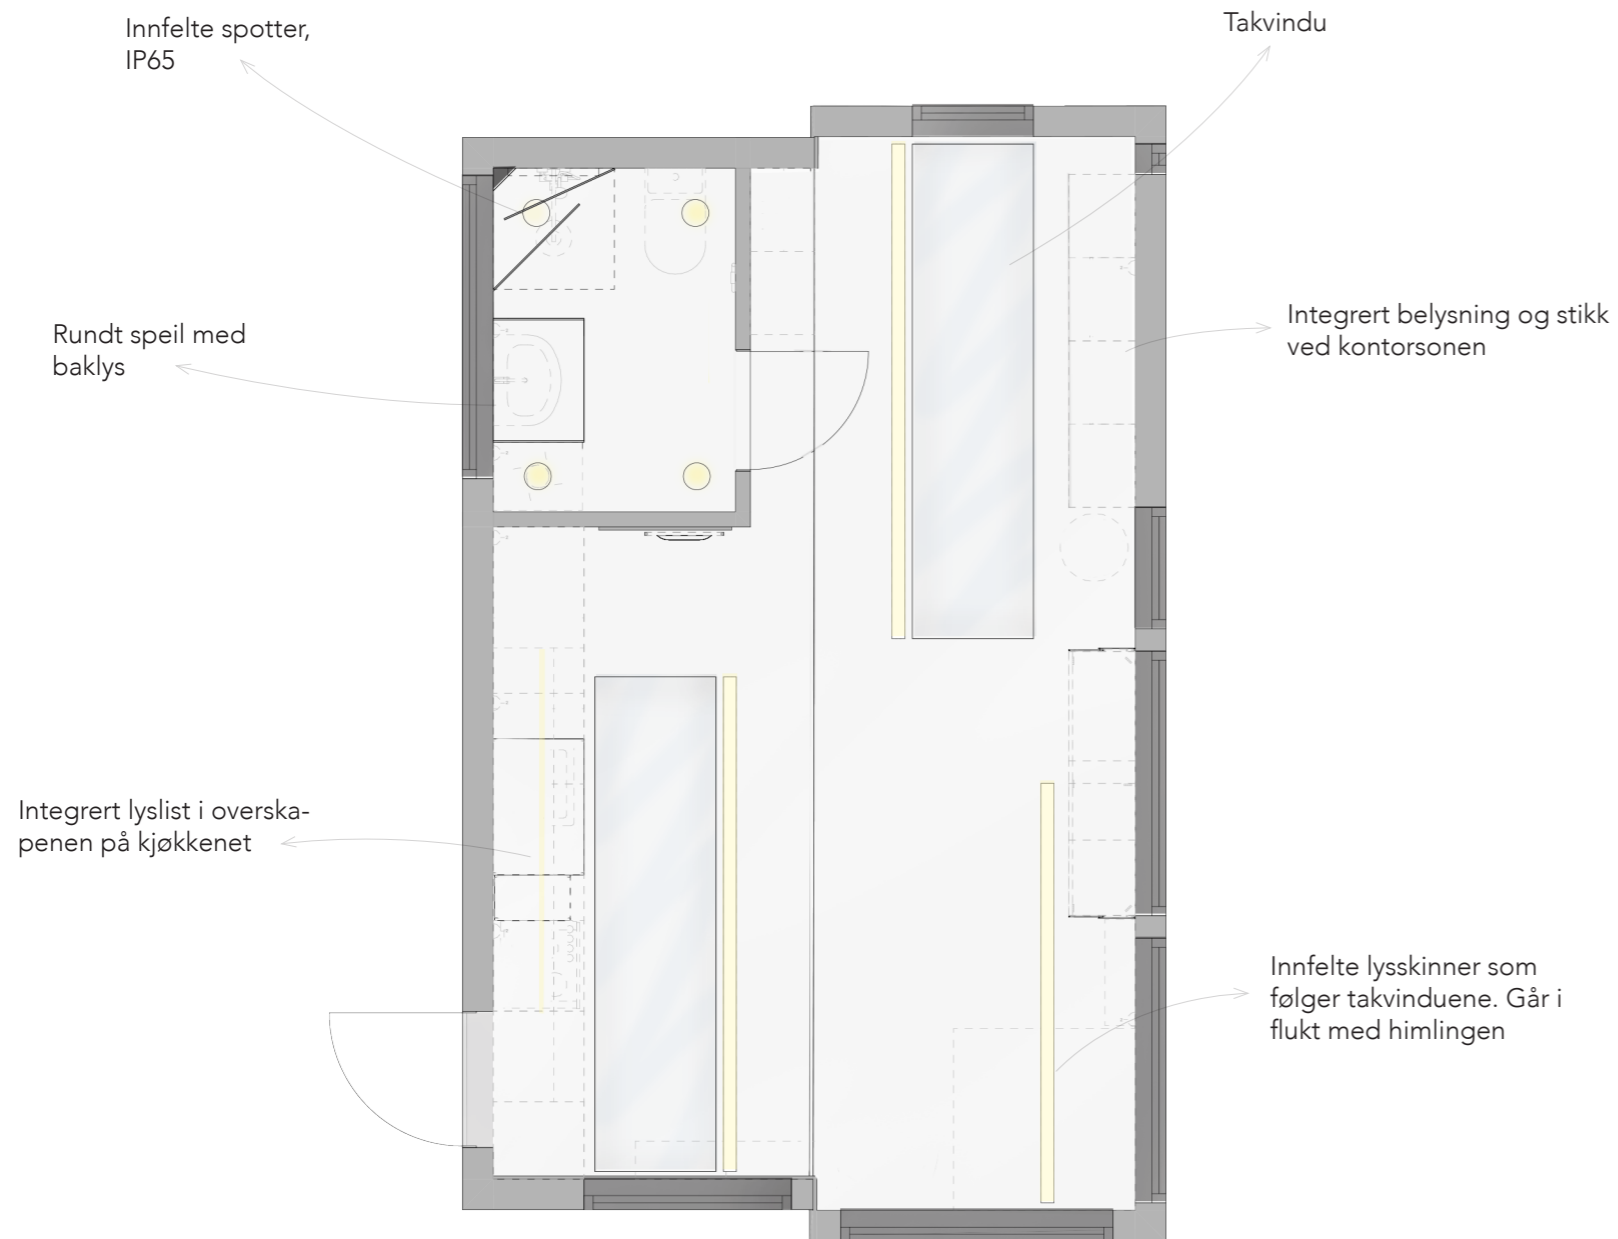 Innfelte spotter,
IP65
Takvindu
Rundt speil med
baklys
Integrert belysning og stikk
ved kontorsonen
Integrert lyslist i overska-
penen på kjøkkenet
Innfelte lysskinner som
følger takvinduene. Går i
flukt med himlingen